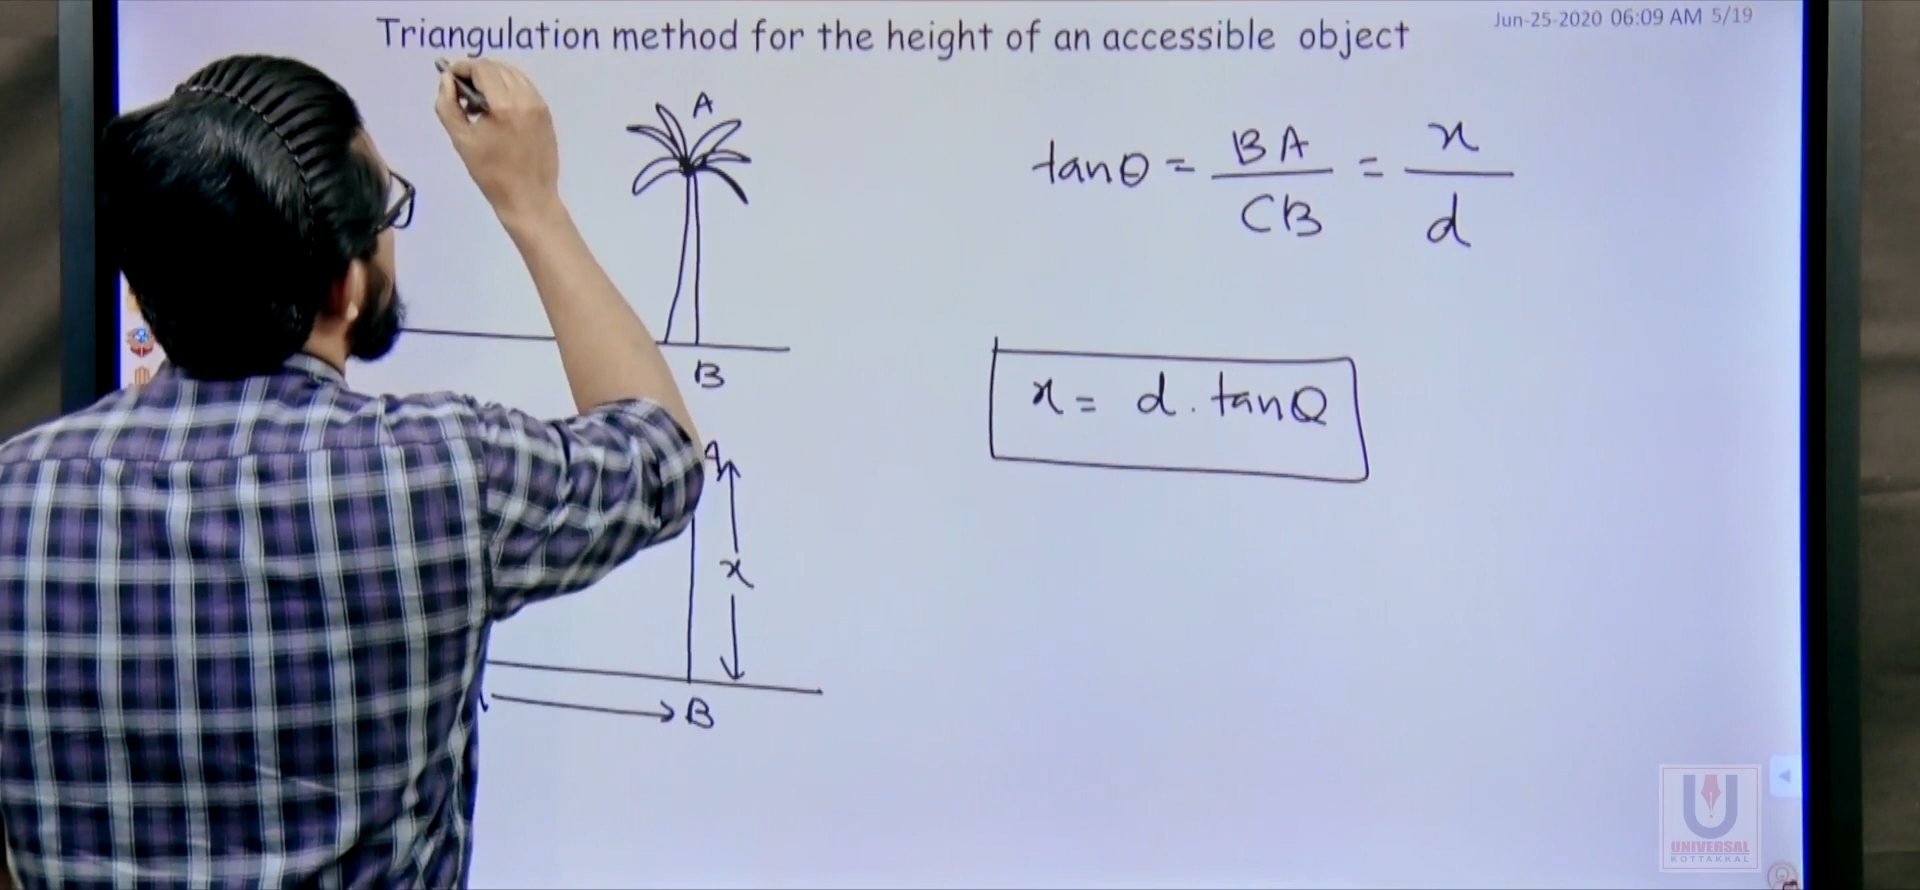 Triangulation method for the height of an accessible object
Jun-25-2020 06:09 AM 5/19
A
B
tanθ = BA / CB = x / d
x = d . tanθ
A
x
B
UNIVERSAL
KOTTAKKAL